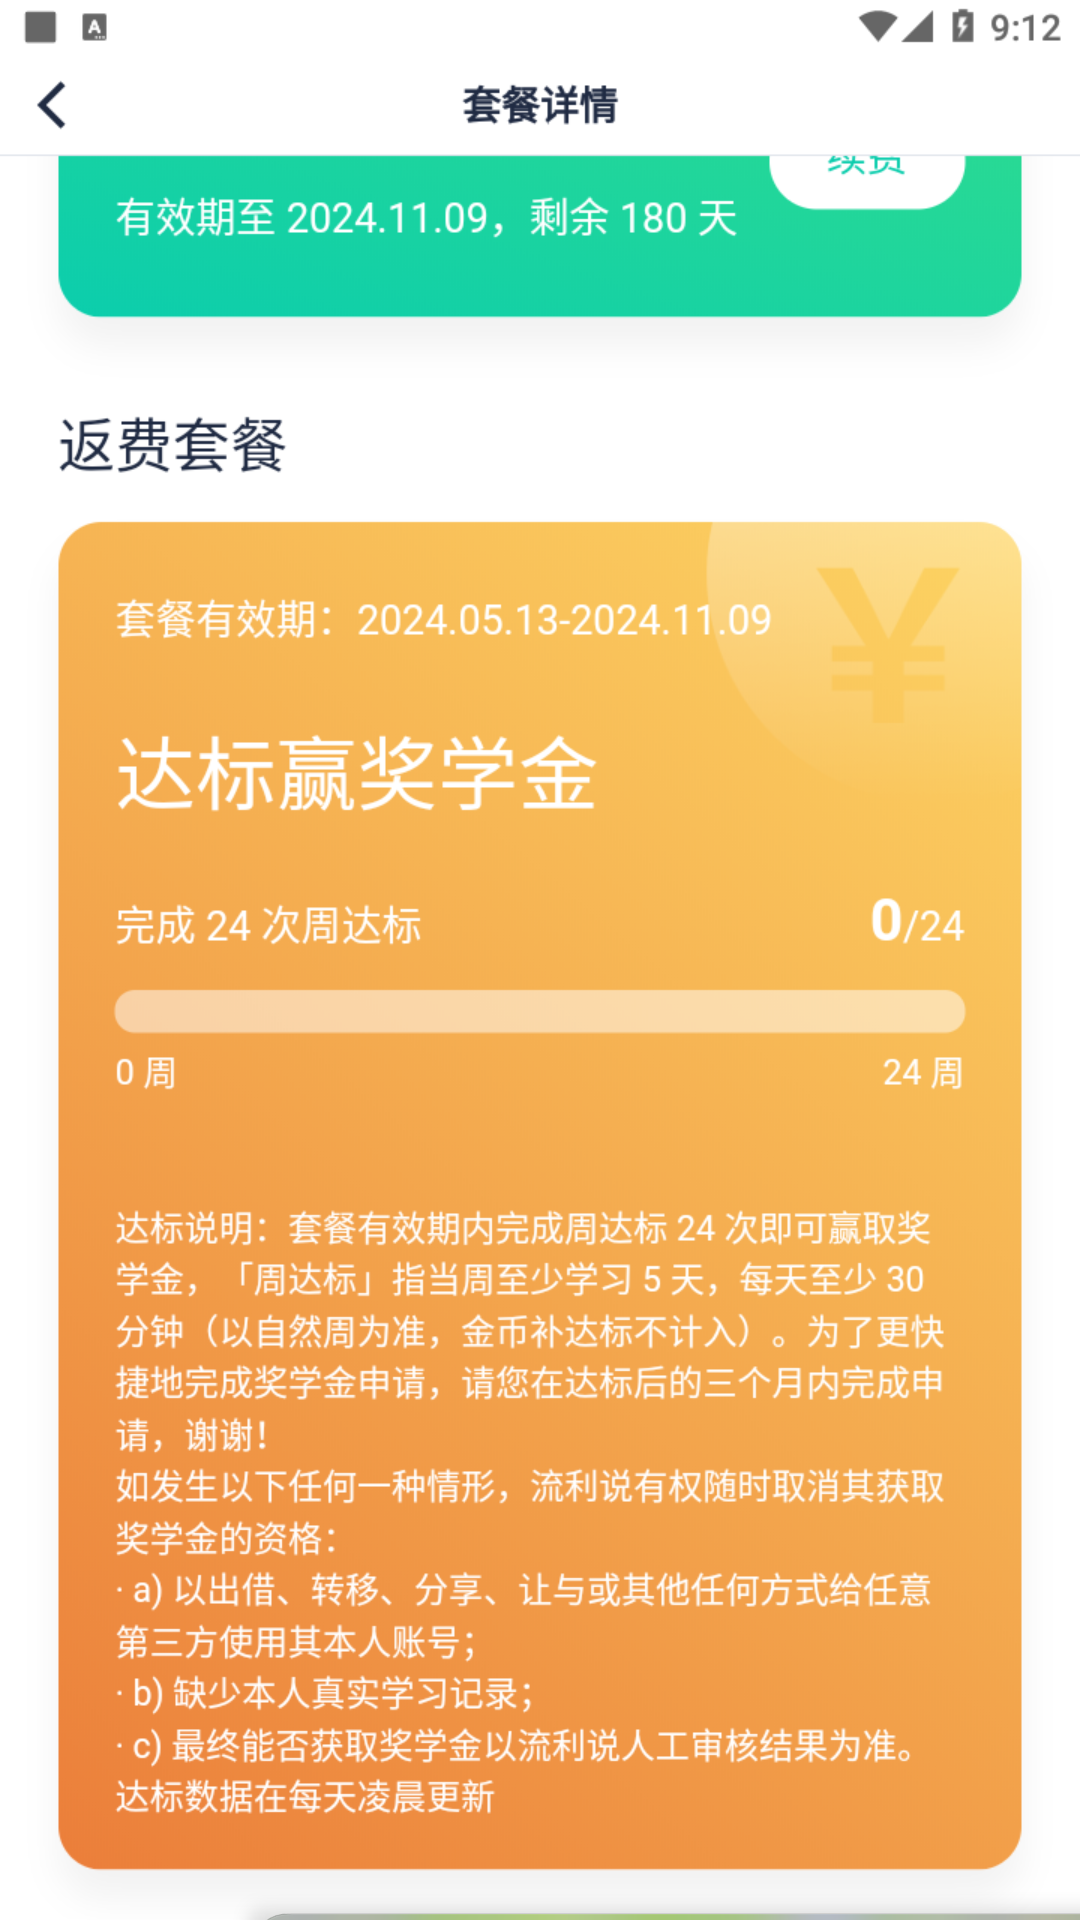 9:12
套餐详情
续费
有效期至 2024.11.09，剩余 180 天
返费套餐
套餐有效期：2024.05.13-2024.11.09
¥
达标赢奖学金
完成 24 次周达标
0/24
0 周
24 周
达标说明：套餐有效期内完成周达标 24 次即可赢取奖
学金，「周达标」指当周至少学习 5 天，每天至少 30
分钟（以自然周为准，金币补达标不计入）。为了更快
捷地完成奖学金申请，请您在达标后的三个月内完成申
请，谢谢！
如发生以下任何一种情形，流利说有权随时取消其获取
奖学金的资格：
· a) 以出借、转移、分享、让与或其他任何方式给任意
第三方使用其本人账号；
· b) 缺少本人真实学习记录；
· c) 最终能否获取奖学金以流利说人工审核结果为准。
达标数据在每天凌晨更新